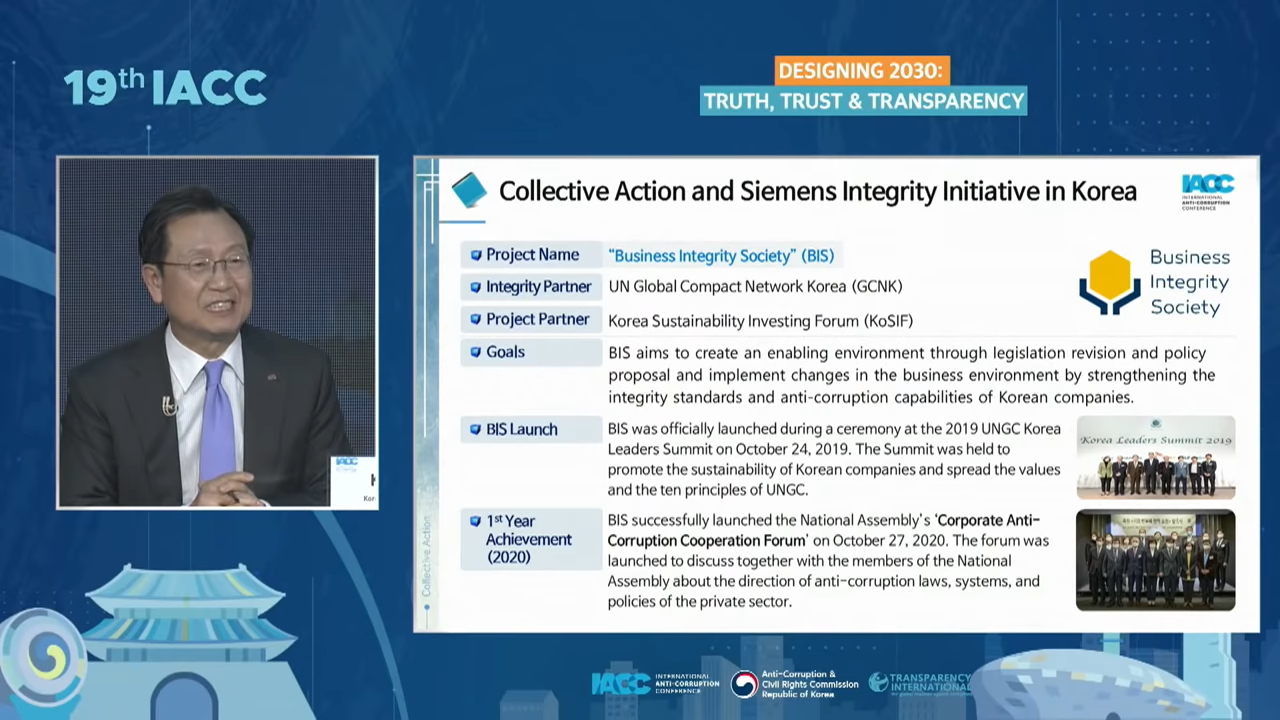 19th IACC
DESIGNING 2030:
TRUTH, TRUST & TRANSPARENCY
Collective Action and Siemens Integrity Initiative in Korea
IACC
INTERNATIONAL
ANTI-CORRUPTION
CONFERENCE
Project Name
“Business Integrity Society” (BIS)
Integrity Partner
UN Global Compact Network Korea (GCNK)
Project Partner
Korea Sustainability Investing Forum (KoSIF)
Business
Integrity
Society
Goals
BIS aims to create an enabling environment through legislation revision and policy
proposal and implement changes in the business environment by strengthening the
integrity standards and anti-corruption capabilities of Korean companies.
BIS Launch
BIS was officially launched during a ceremony at the 2019 UNGC Korea
Leaders Summit on October 24, 2019. The Summit was held to
promote the sustainability of Korean companies and spread the values
and the ten principles of UNGC.
Korea Leaders Summit 2019
1st Year
Achievement
(2020)
BIS successfully launched the National Assembly's 'Corporate Anti-
Corruption Cooperation Forum' on October 27, 2020. The forum was
launched to discuss together with the members of the National
Assembly about the direction of anti-corruption laws, systems, and
policies of the private sector.
Collective Action
IACC
Kor
IACC
INTERNATIONAL
ANTI-CORRUPTION
CONFERENCE
Anti-Corruption &
Civil Rights Commission
Republic of Korea
TRANSPARENCY
INTERNATIONAL